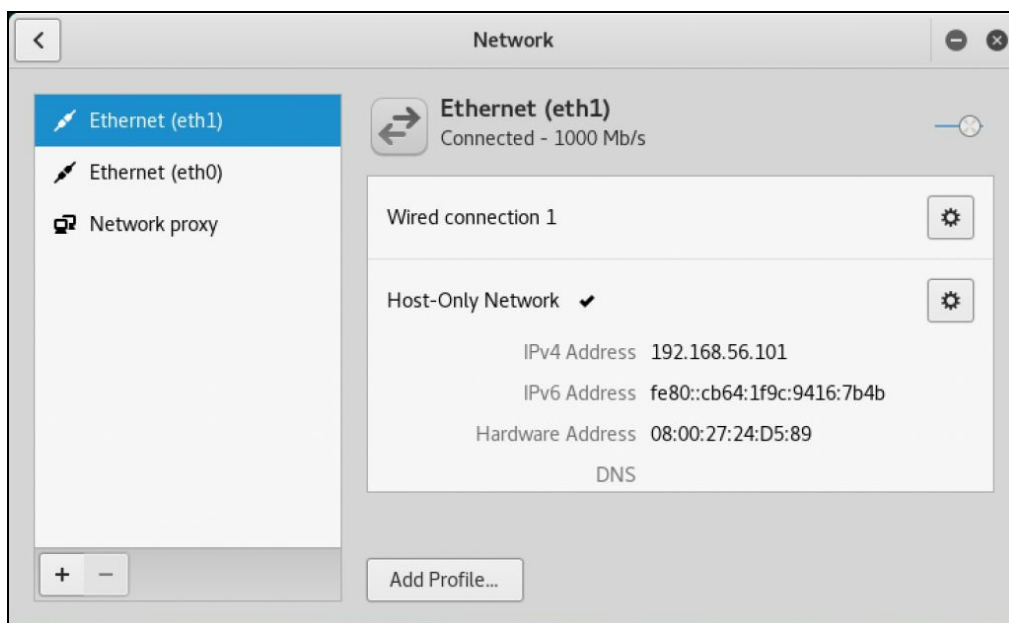 Network
Ethernet (eth1)
Ethernet (eth0)
Network proxy
Ethernet (eth1)
Connected - 1000 Mb/s
Wired connection 1
Host-Only Network ✔
IPv4 Address 192.168.56.101
IPv6 Address fe80::cb64:1f9c:9416:7b4b
Hardware Address 08:00:27:24:D5:89
DNS
+ −
Add Profile...